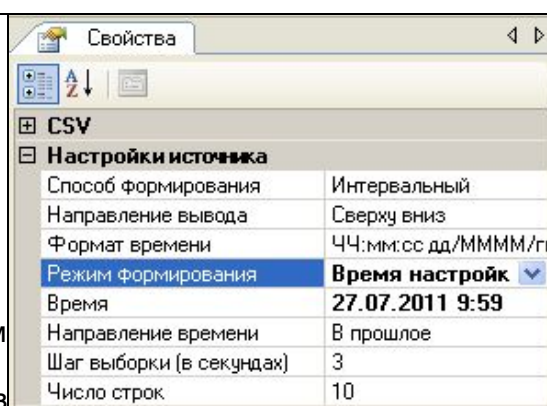 Свойства
CSV
Настройки источника
Способ формирования Интервальный
Направление вывода Сверху вниз
Формат времени ЧЧ:мм:сс дд/ММММ/г
Режим формирования Время настройк
Время 27.07.2011 9:59
м Направление времени В прошлое
Шаг выборки (в секундах) 3
в Число строк 10